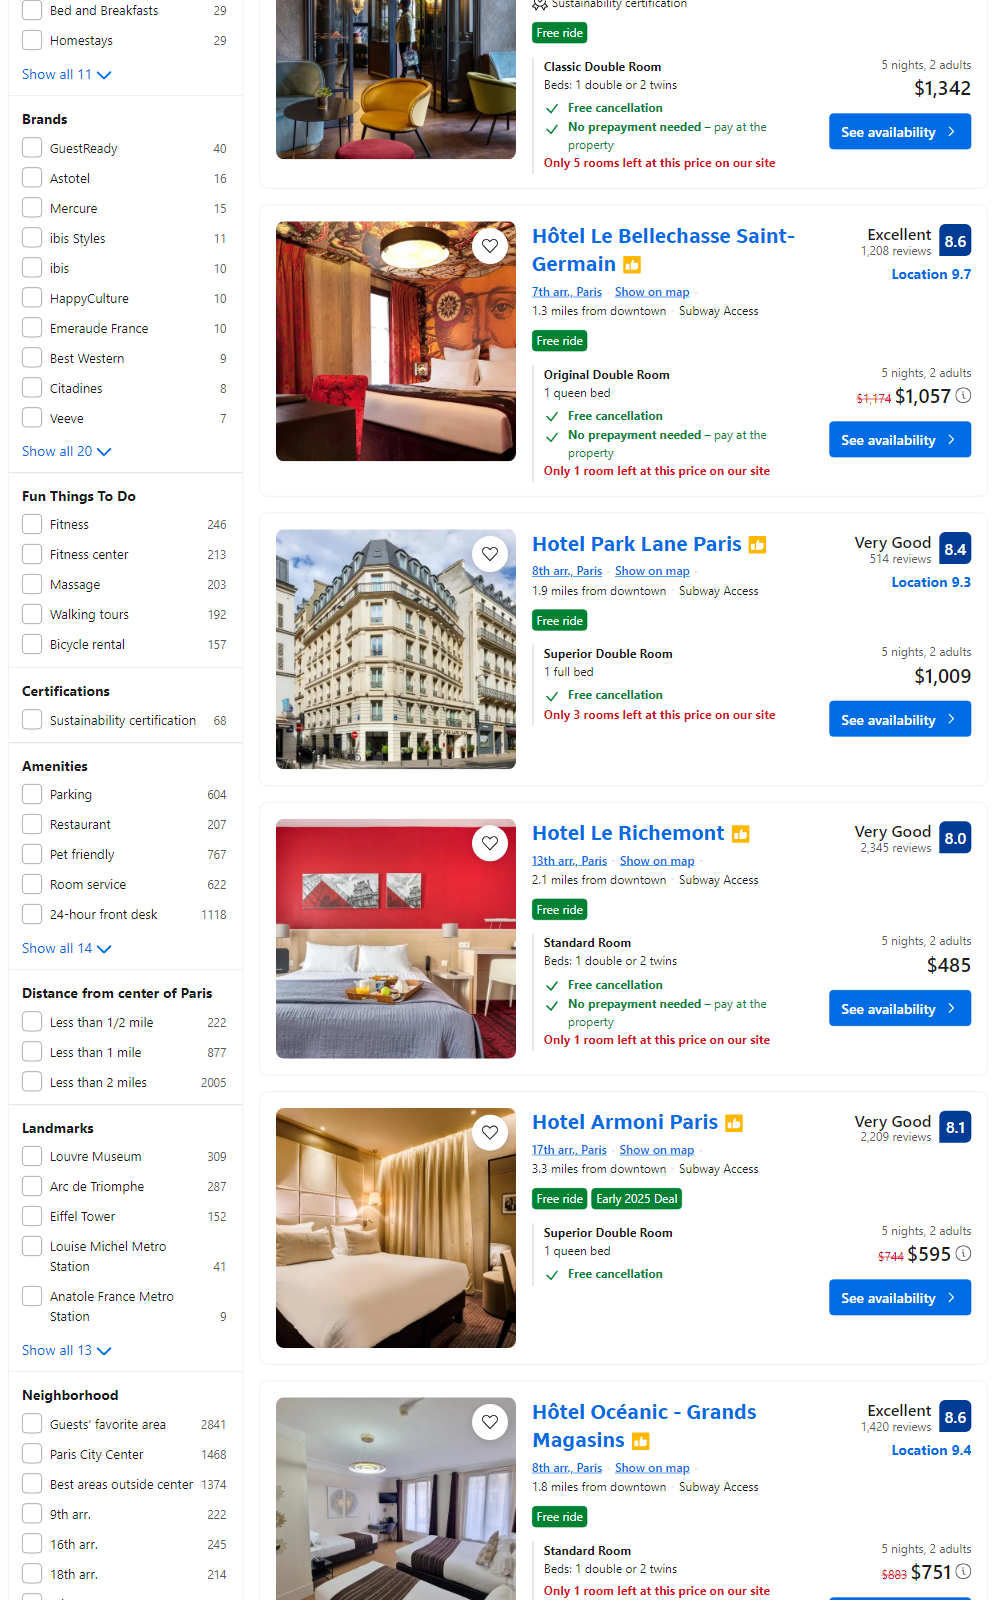 Bed and Breakfasts 29
Homestays 29
Show all 11
Brands
GuestReady 40
Astotel 16
Mercure 15
ibis Styles 11
ibis 10
HappyCulture 10
Emeraude France 10
Best Western 9
Citadines 8
Veeve 7
Show all 20
Fun Things To Do
Fitness 246
Fitness center 213
Massage 203
Walking tours 192
Bicycle rental 157
Certifications
Sustainability certification 68
Amenities
Parking 604
Restaurant 207
Pet friendly 767
Room service 622
24-hour front desk 1118
Show all 14
Distance from center of Paris
Less than 1/2 mile 222
Less than 1 mile 877
Less than 2 miles 2005
Landmarks
Louvre Museum 309
Arc de Triomphe 287
Eiffel Tower 152
Louise Michel Metro
Station 41
Anatole France Metro
Station 9
Show all 13
Neighborhood
Guests' favorite area 2841
Paris City Center 1468
Best areas outside center 1374
9th arr. 222
16th arr. 245
18th arr. 214
Sustainability certification
Free ride
Classic Double Room
Beds: 1 double or 2 twins
Free cancellation
No prepayment needed – pay at the
property
Only 5 rooms left at this price on our site
5 nights, 2 adults
$1,342
See availability
Hôtel Le Bellechasse Saint-
Germain
7th arr., Paris · Show on map
1.3 miles from downtown · Subway Access
Free ride
Original Double Room
1 queen bed
Free cancellation
No prepayment needed – pay at the
property
Only 1 room left at this price on our site
Excellent 8.6
1,208 reviews
Location 9.7
5 nights, 2 adults
$1,174 $1,057
See availability
Hotel Park Lane Paris
8th arr., Paris · Show on map
1.9 miles from downtown · Subway Access
Free ride
Superior Double Room
1 full bed
Free cancellation
Only 3 rooms left at this price on our site
Very Good 8.4
514 reviews
Location 9.3
5 nights, 2 adults
$1,009
See availability
Hotel Le Richemont
13th arr., Paris · Show on map
2.1 miles from downtown · Subway Access
Free ride
Standard Room
Beds: 1 double or 2 twins
Free cancellation
No prepayment needed – pay at the
property
Only 1 room left at this price on our site
Very Good 8.0
2,345 reviews
5 nights, 2 adults
$485
See availability
Hotel Armoni Paris
17th arr., Paris · Show on map
3.3 miles from downtown · Subway Access
Free ride Early 2025 Deal
Superior Double Room
1 queen bed
Free cancellation
Very Good 8.1
2,209 reviews
5 nights, 2 adults
$744 $595
See availability
Hôtel Océanic - Grands
Magasins
8th arr., Paris · Show on map
1.8 miles from downtown · Subway Access
Free ride
Standard Room
Beds: 1 double or 2 twins
Only 1 room left at this price on our site
Excellent 8.6
1,420 reviews
Location 9.4
5 nights, 2 adults
$883 $751